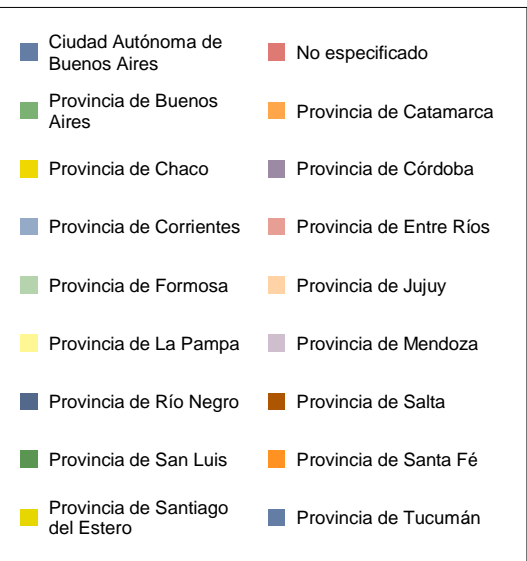 Ciudad Autónoma de
Buenos Aires
No especificado
Provincia de Buenos
Aires
Provincia de Catamarca
Provincia de Chaco
Provincia de Córdoba
Provincia de Corrientes
Provincia de Entre Ríos
Provincia de Formosa
Provincia de Jujuy
Provincia de La Pampa
Provincia de Mendoza
Provincia de Río Negro
Provincia de Salta
Provincia de San Luis
Provincia de Santa Fé
Provincia de Santiago
del Estero
Provincia de Tucumán